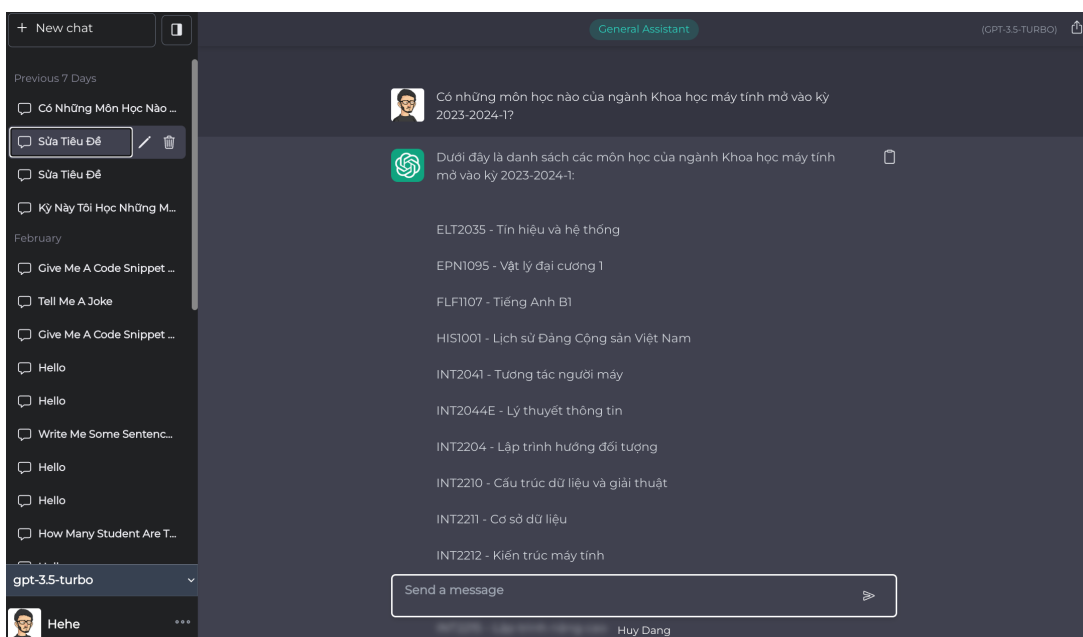 + New chat
Previous 7 Days
Có Những Môn Học Nào ...
Sửa Tiêu Đề
Sửa Tiêu Đề
Kỳ Này Tôi Học Những M...
February
Give Me A Code Snippet ...
Tell Me A Joke
Give Me A Code Snippet ...
Hello
Hello
Write Me Some Sentenc...
Hello
Hello
How Many Student Are T...
gpt-3.5-turbo
Hehe
General Assistant
(GPT-3.5-TURBO)
Có những môn học nào của ngành Khoa học máy tính mở vào kỳ
2023-2024-1?
Dưới đây là danh sách các môn học của ngành Khoa học máy tính
mở vào kỳ 2023-2024-1:
ELT2035 - Tín hiệu và hệ thống
EPN1095 - Vật lý đại cương 1
FLF1107 - Tiếng Anh B1
HIS1001 - Lịch sử Đảng Cộng sản Việt Nam
INT2041 - Tương tác người máy
INT2044E - Lý thuyết thông tin
INT2204 - Lập trình hướng đối tượng
INT2210 - Cấu trúc dữ liệu và giải thuật
INT2211 - Cơ sở dữ liệu
INT2212 - Kiến trúc máy tính
Send a message
Huy Dang